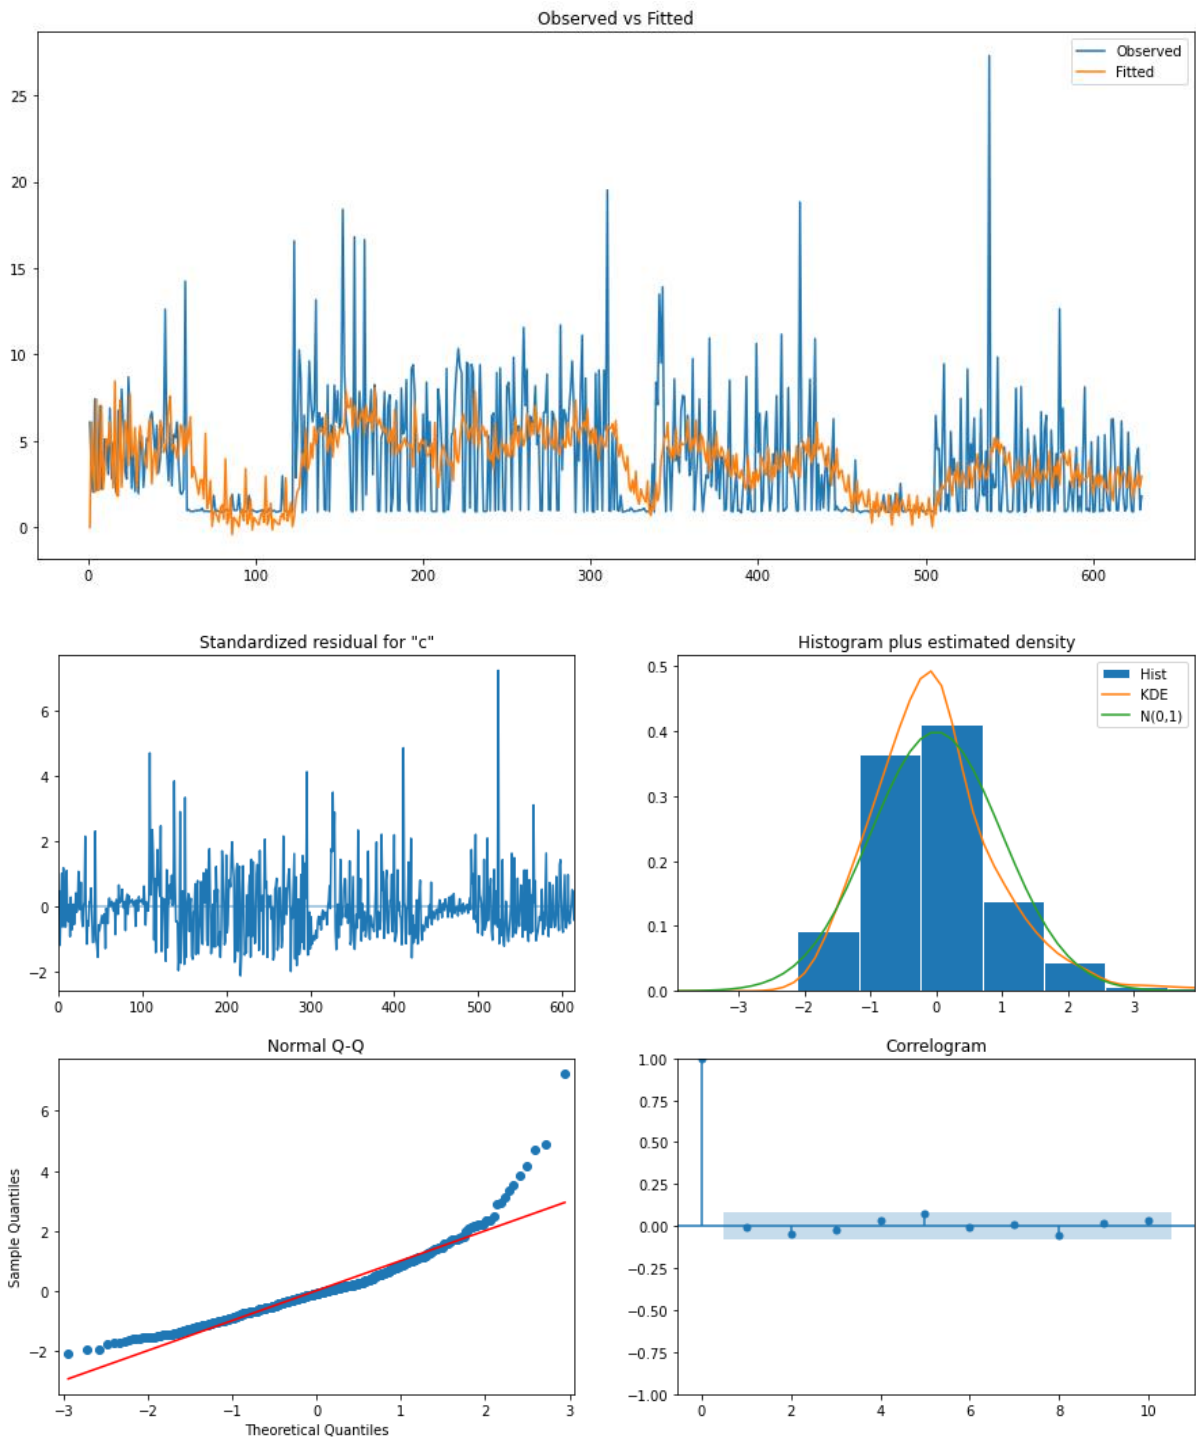 Observed vs Fitted
Observed
Fitted
25
20
15
10
5
0
0 100 200 300 400 500 600
Standardized residual for "c"
6
4
2
0
−2
0 100 200 300 400 500 600
Histogram plus estimated density
Hist
KDE
N(0,1)
0.5
0.4
0.3
0.2
0.1
0.0
−3 −2 −1 0 1 2 3
Normal Q-Q
Sample Quantiles
6
4
2
0
−2
−3 −2 −1 0 1 2 3
Theoretical Quantiles
Correlogram
1.00
0.75
0.50
0.25
0.00
−0.25
−0.50
−0.75
−1.00
0 2 4 6 8 10